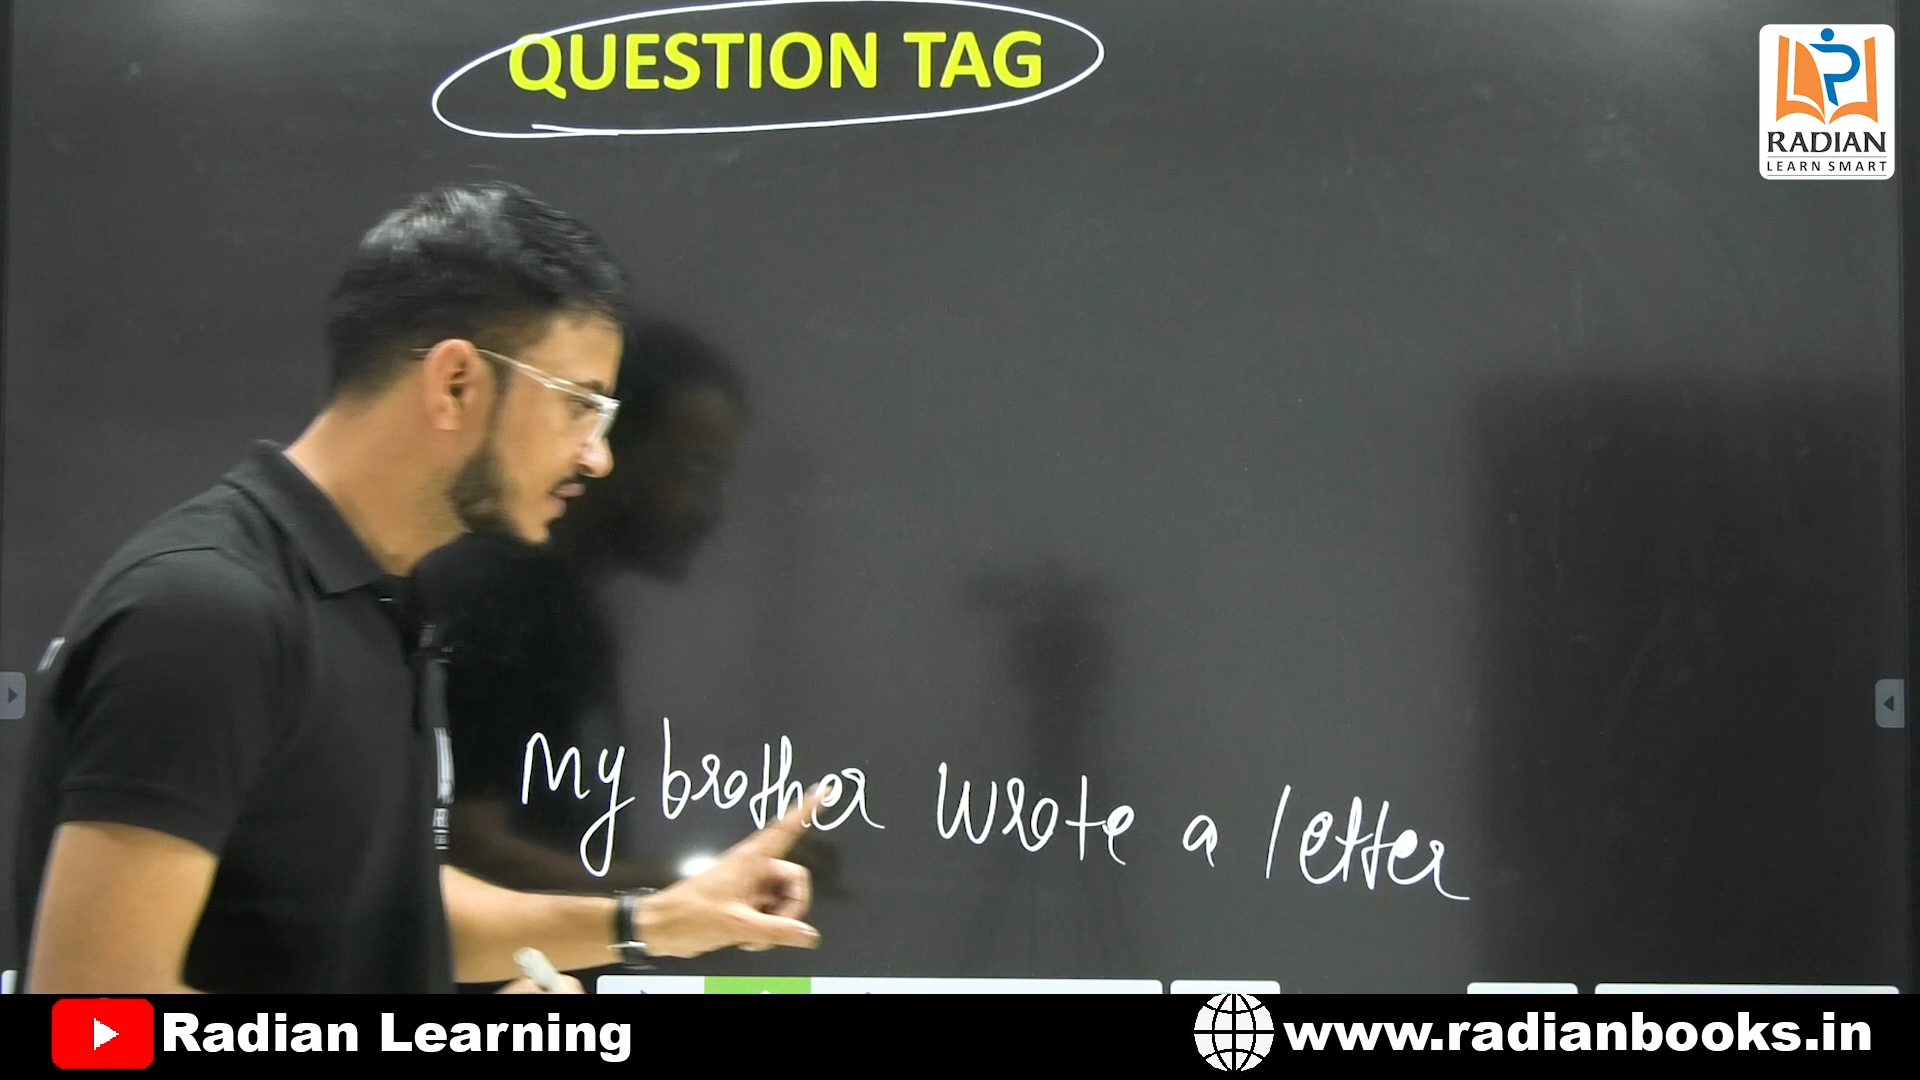 QUESTION TAG
RADIAN
LEARN SMART
My brother wrote a letter
Radian Learning
www.radianbooks.in